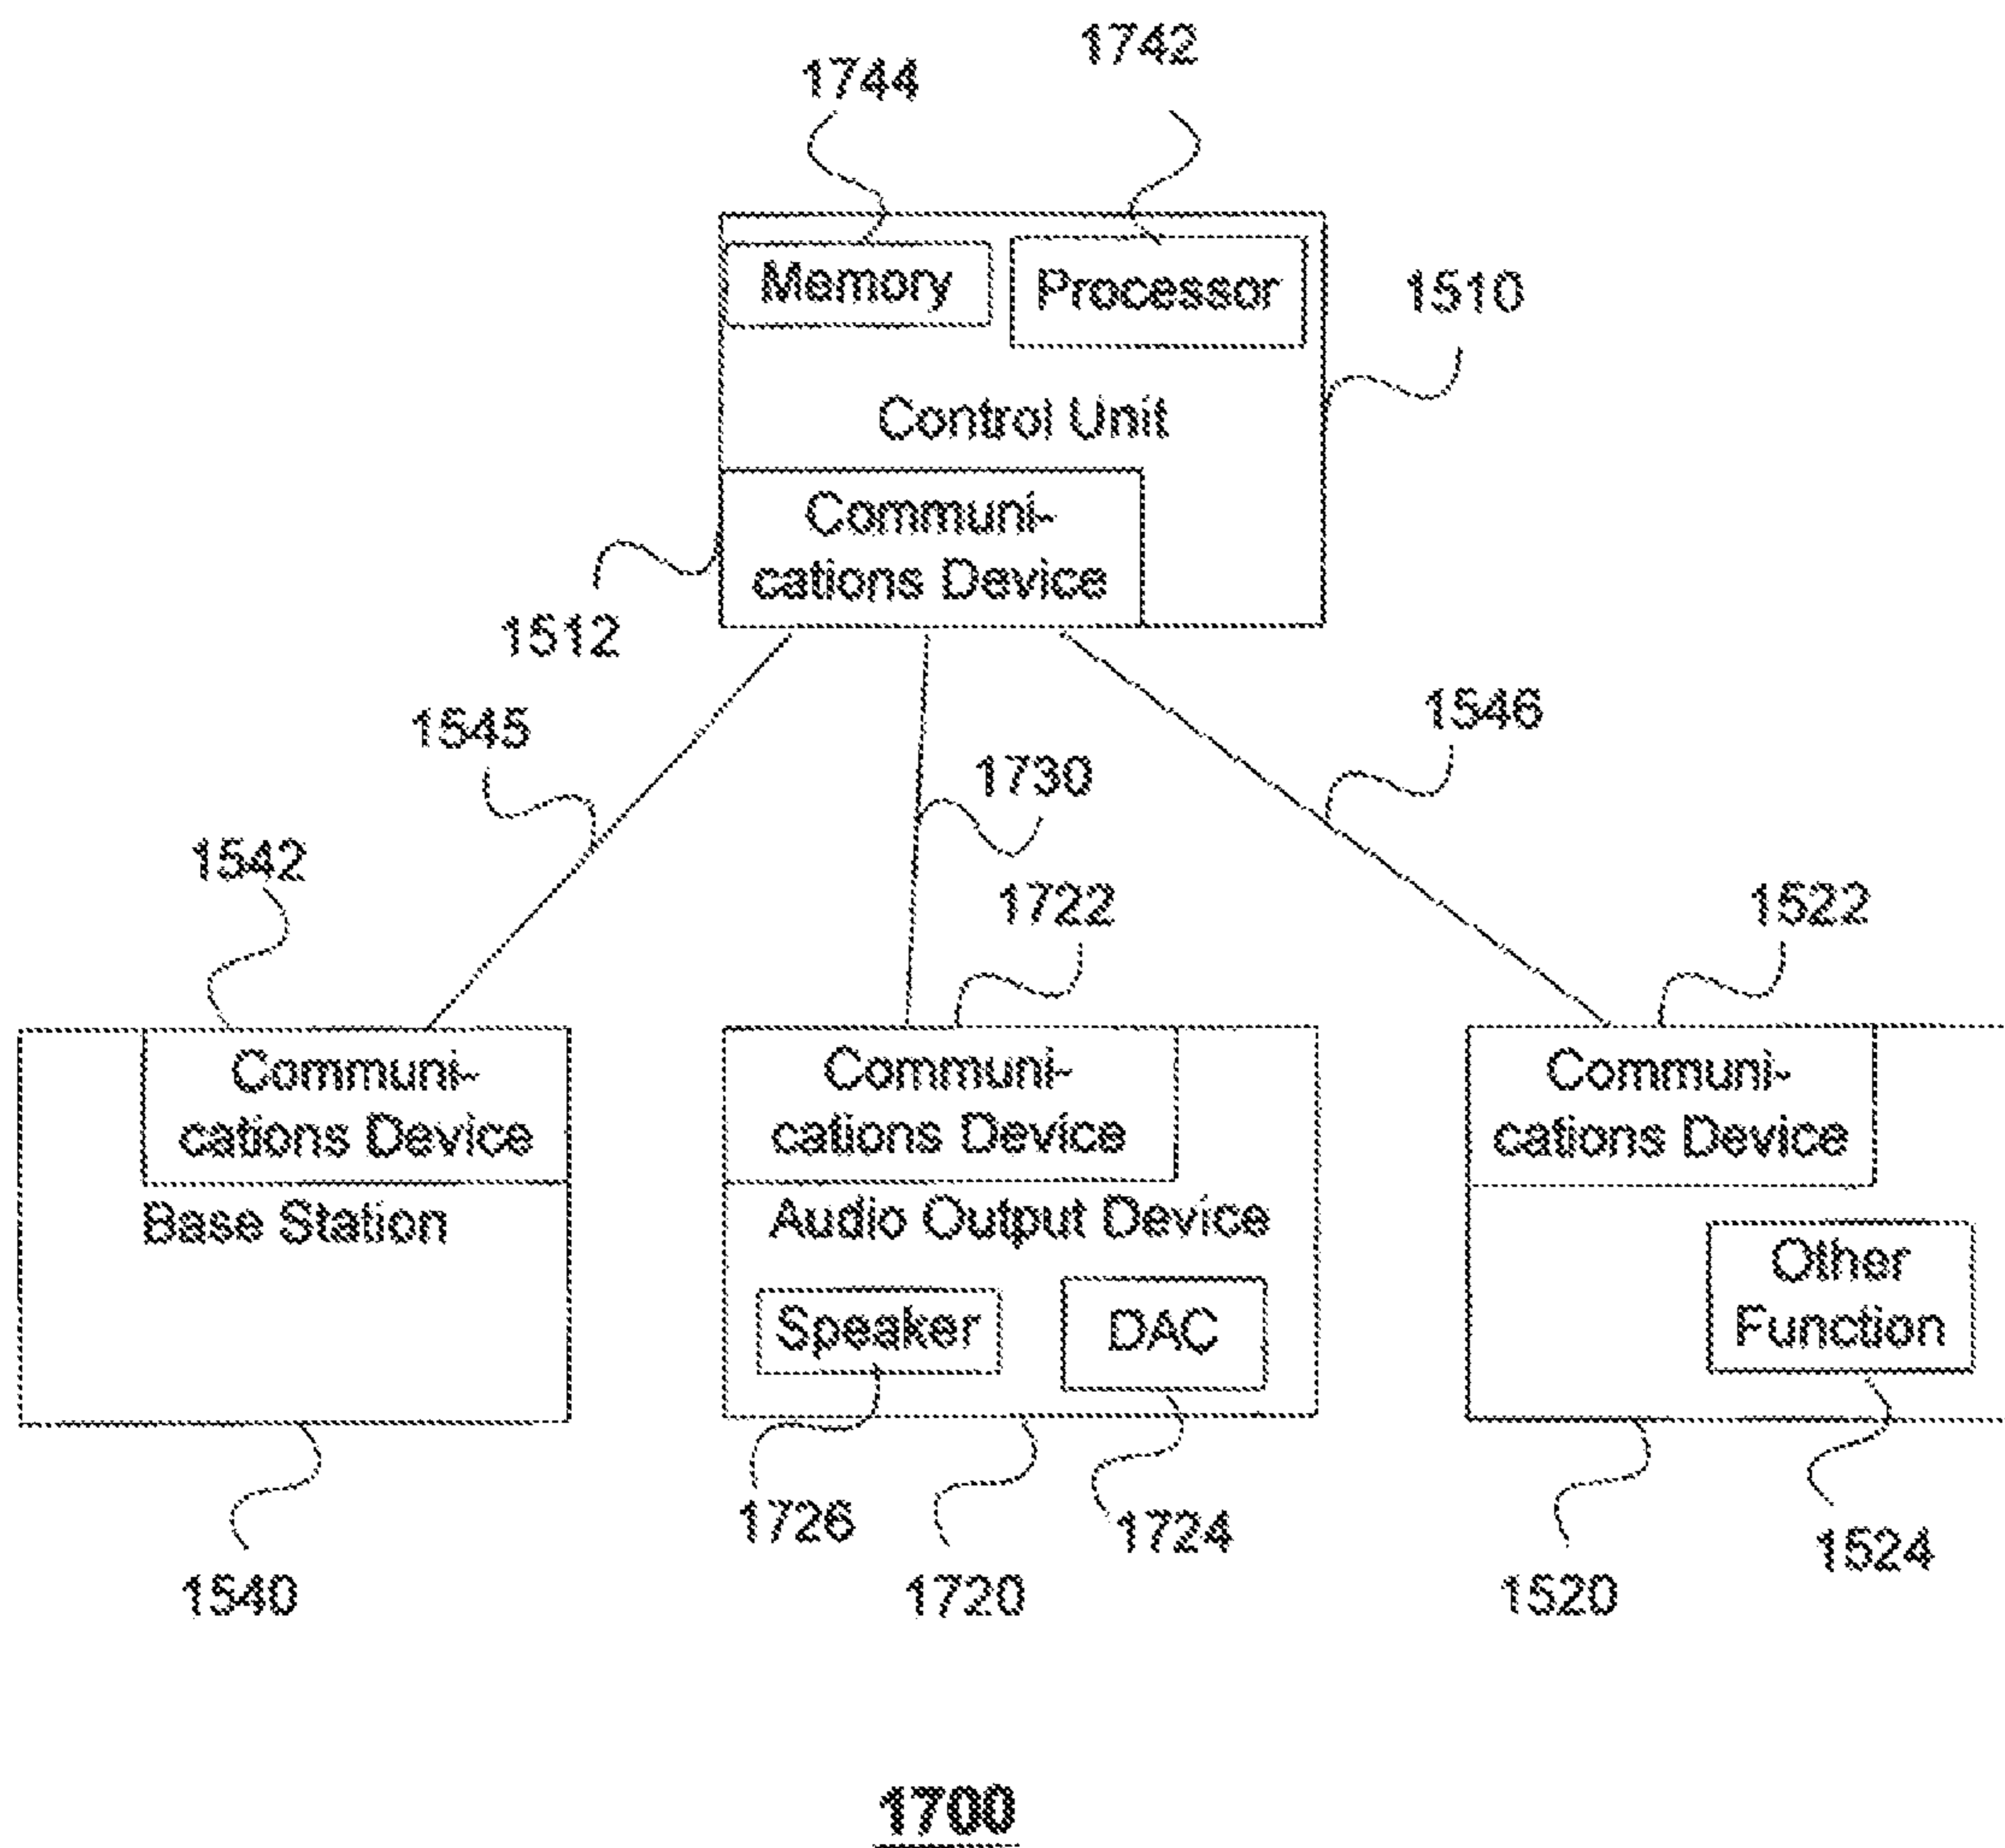 1742
1744
Memory
Processor
1510
Control Unit
Communi-
cations Device
1512
1545
1546
1730
1542
1722
1522
Communi-
cations Device
Base Station
Communi-
cations Device
Audio Output Device
Speaker
DAC
Communi-
cations Device
Other
Function
1726
1724
1524
1540
1720
1520
1700